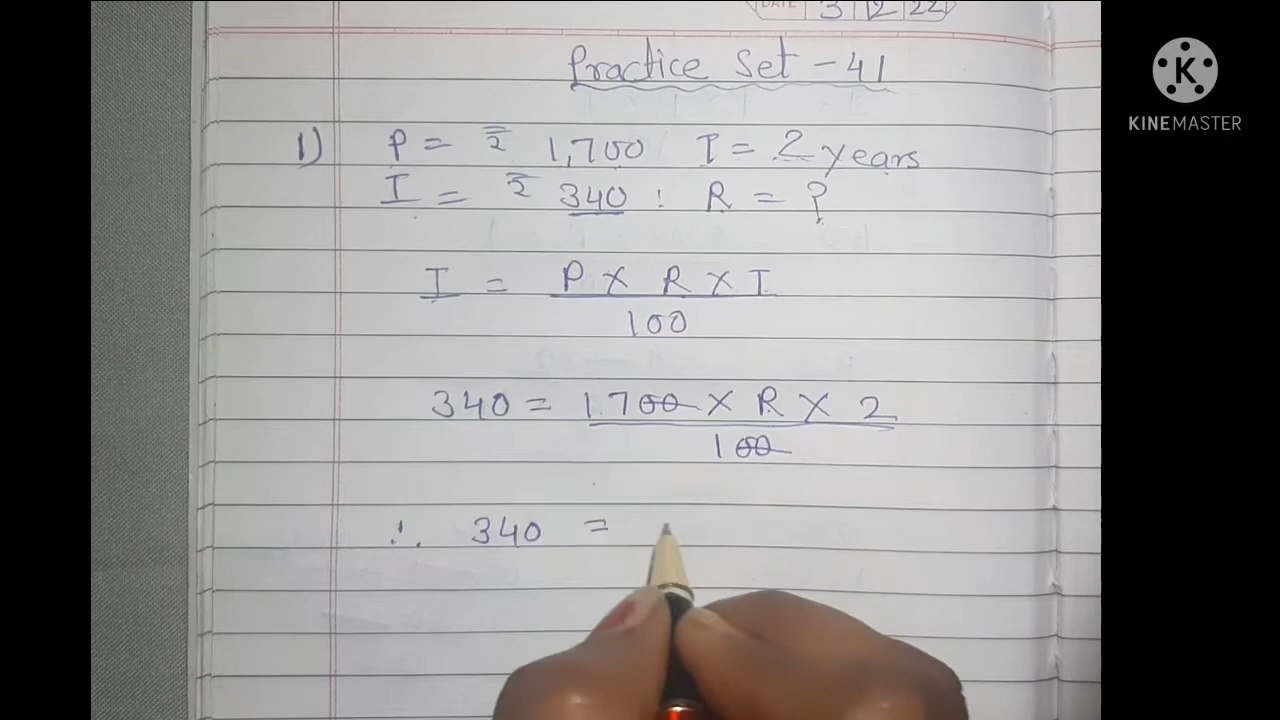 DATE 3 12 22
Practice Set - 41
K
KINEMASTER
1) P = ₹ 1,700 I = 2 years
I = ₹ 340 : R = ?
I = P X R X I
100
340 = 1700 X R X 2
100
∴ 340 =